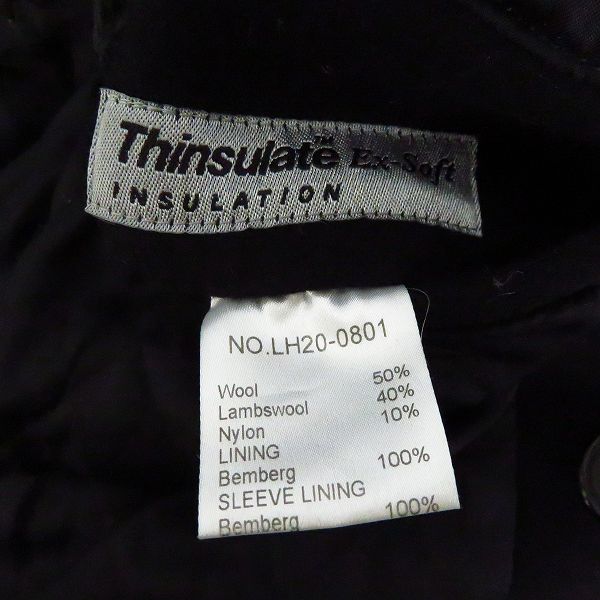 Thinsulate™ Ex-Soft
INSULATION
NO.LH20-0801
Wool 50%
Lambswool 40%
Nylon 10%
LINING
Bemberg 100%
SLEEVE LINING
Bemberg 100%